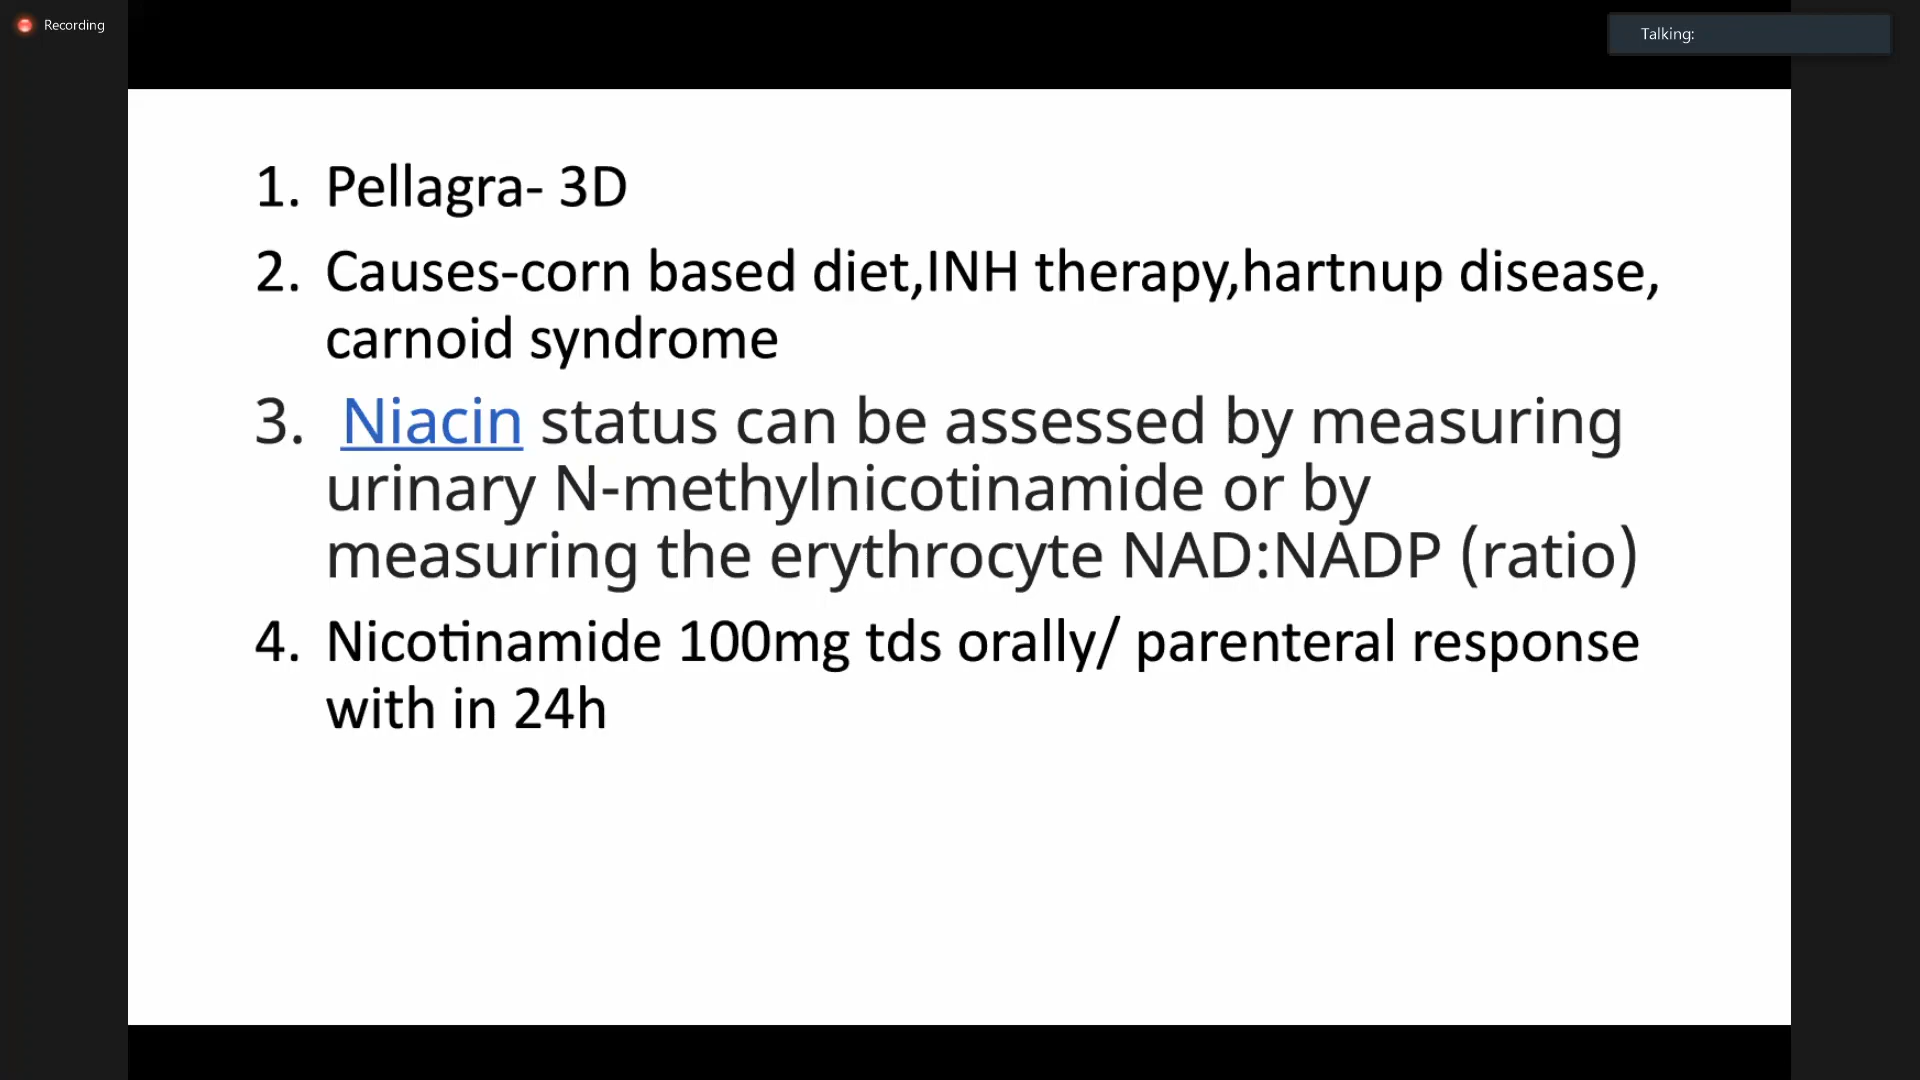 Recording
Talking:
1. Pellagra- 3D
2. Causes-corn based diet,INH therapy,hartnup disease,
carnoid syndrome
3. Niacin status can be assessed by measuring
urinary N-methylnicotinamide or by
measuring the erythrocyte NAD:NADP (ratio)
4. Nicotinamide 100mg tds orally/ parenteral response
with in 24h